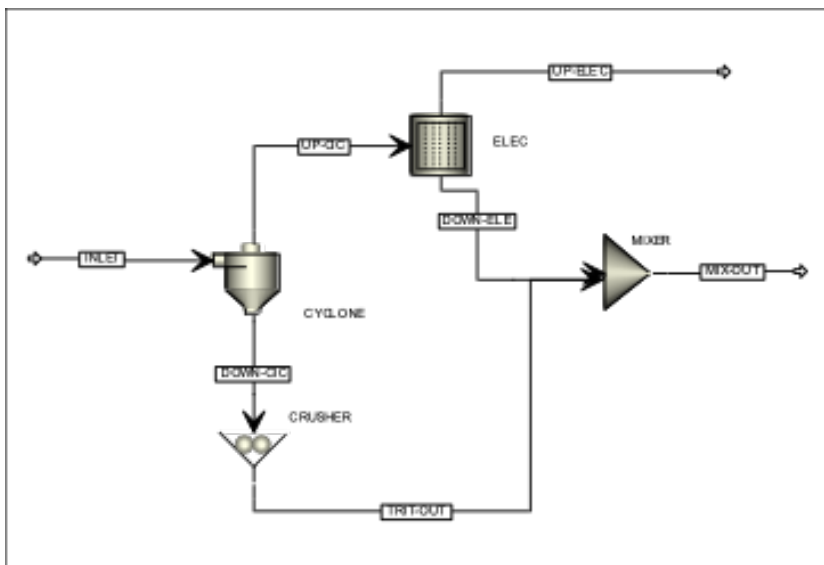 UP-ELEC
UP-CIC
ELEC
DOWN-ELE
MIXER
INLET
MIX-OUT
CYCLONE
DOWN-CIC
CRUSHER
TRIT-OUT